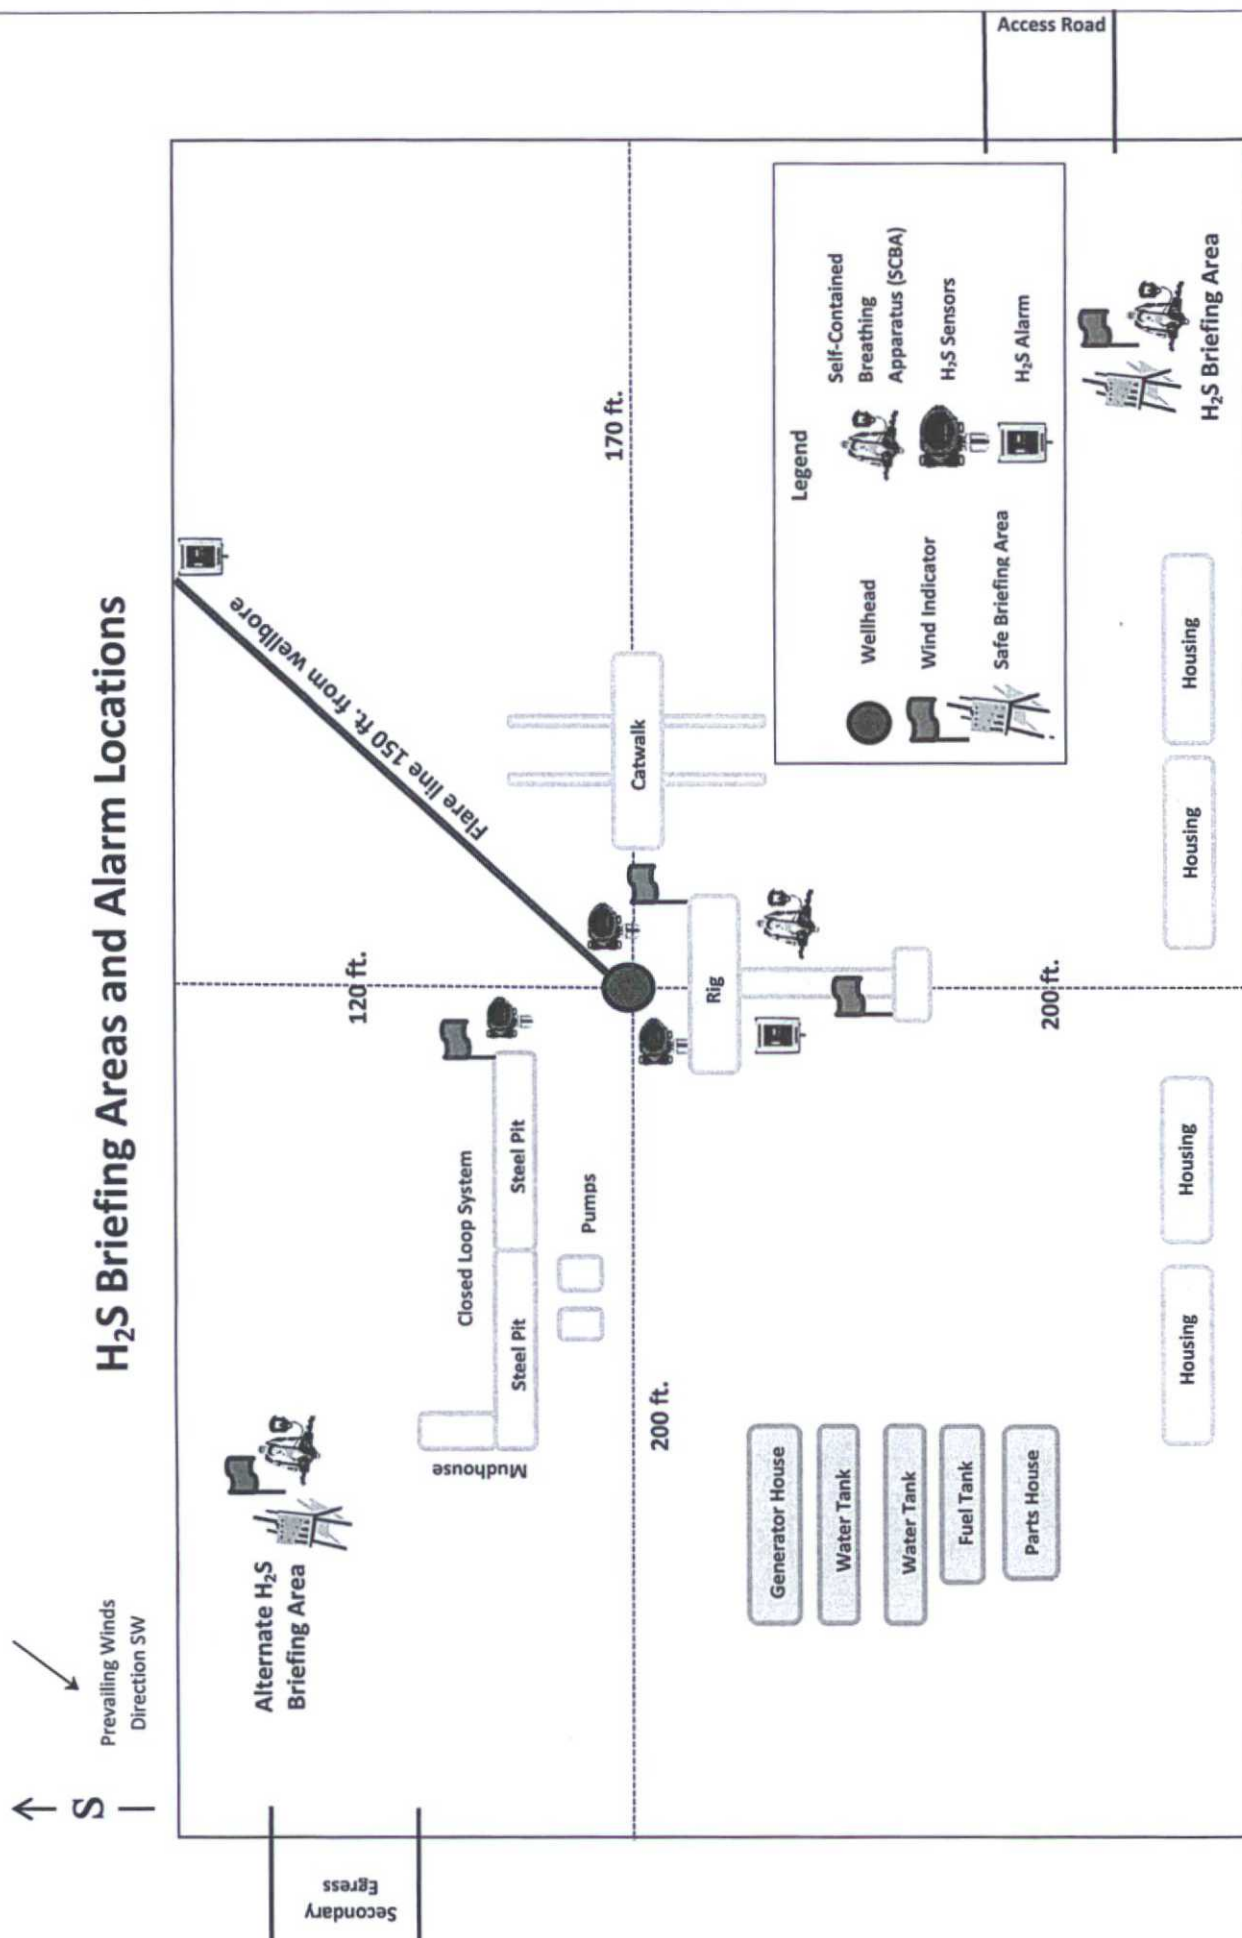 H₂S Briefing Areas and Alarm Locations
S
Prevailing Winds
Direction SW
Secondary
Egress
Alternate H₂S
Briefing Area
Mudhouse
Closed Loop System
Steel Pit
Steel Pit
Pumps
120 ft.
Flare line 150 ft. from wellbore
200 ft.
170 ft.
Catwalk
Rig
200 ft.
Generator House
Water Tank
Water Tank
Fuel Tank
Parts House
Legend
Wellhead
Wind Indicator
Safe Briefing Area
Self-Contained
Breathing
Apparatus (SCBA)
H₂S Sensors
H₂S Alarm
Access Road
H₂S Briefing Area
Housing
Housing
Housing
Housing